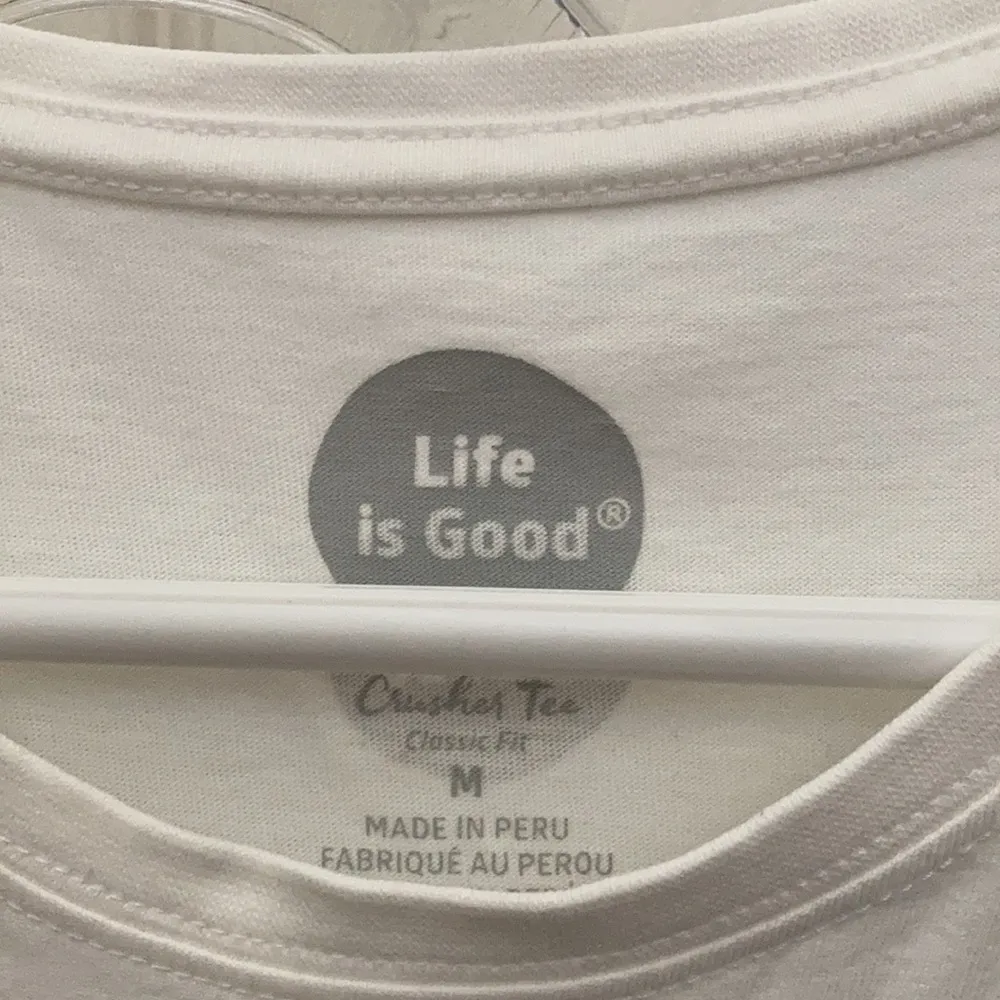 Life
is Good®
Crusher Tee
Classic Fit
M
MADE IN PERU
FABRIQUÉ AU PEROU